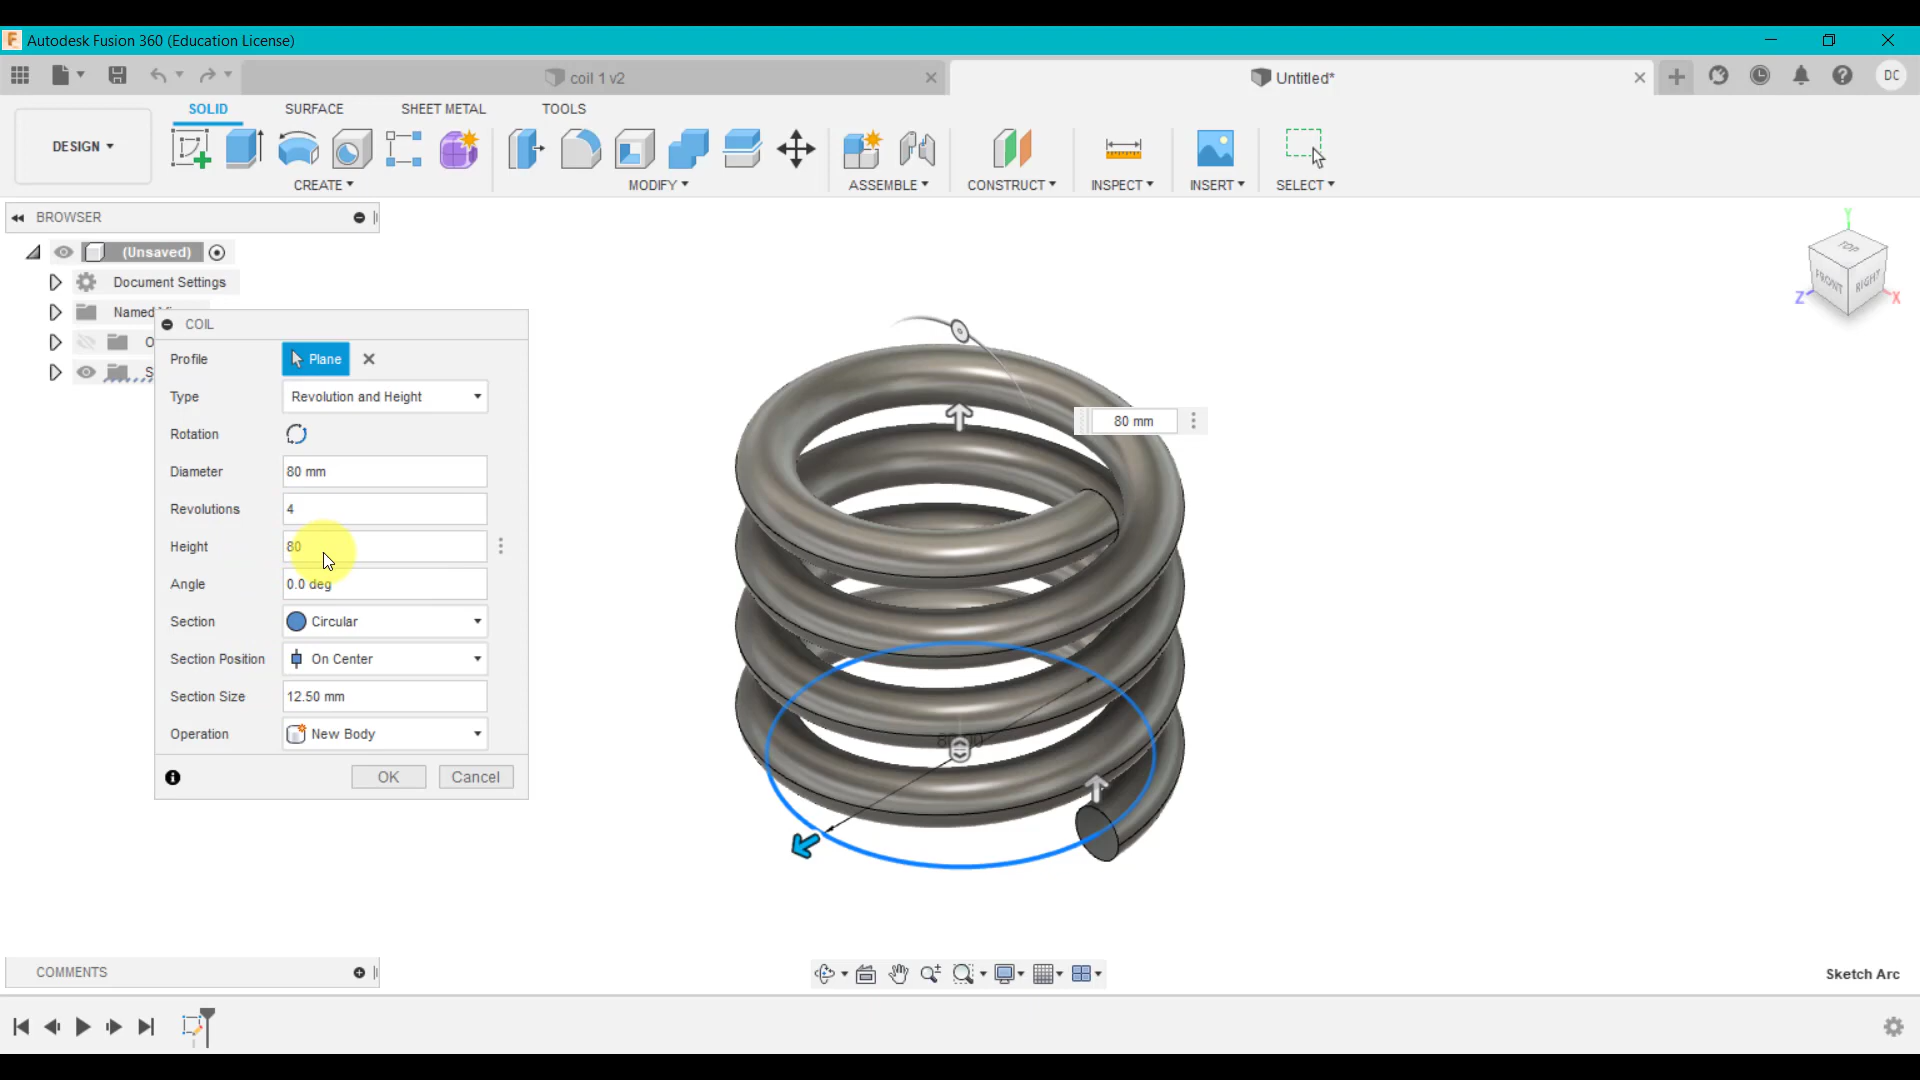 Autodesk Fusion 360 (Education License)
coil 1 v2
Untitled*
DC
DESIGN
SOLID
SURFACE
SHEET METAL
TOOLS
CREATE
MODIFY
ASSEMBLE
CONSTRUCT
INSPECT
INSERT
SELECT
BROWSER
(Unsaved)
Document Settings
Named
O
S
COIL
Profile Plane
Type Revolution and Height
Rotation
Diameter 80 mm
Revolutions 4
Height 80
Angle 0.0 deg
Section Circular
Section Position On Center
Section Size 12.50 mm
Operation New Body
OK Cancel
80 mm
TOP
FRONT
RIGHT
Y
Z
X
COMMENTS
Sketch Arc